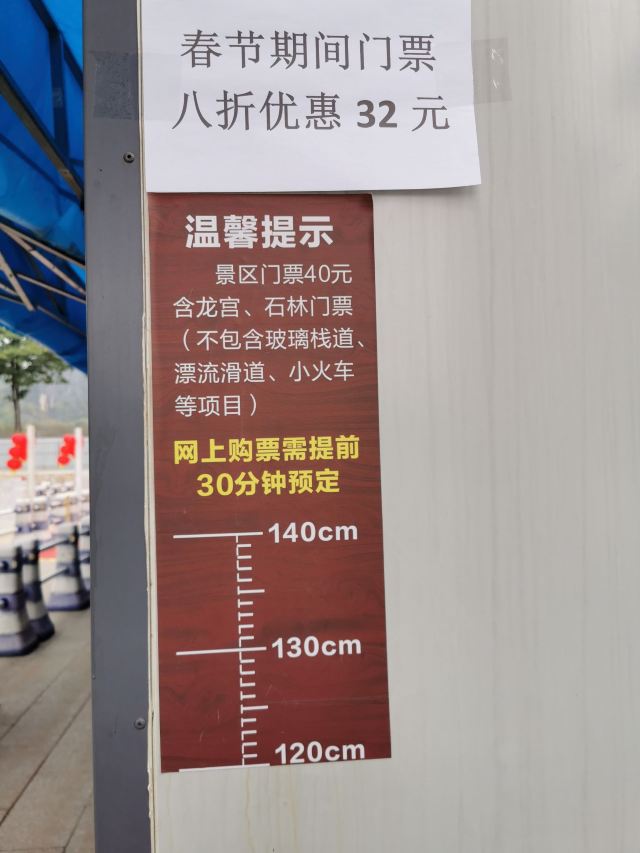 春节期间门票
八折优惠 32 元
温馨提示
景区门票40元
含龙宫、石林门票
（不包含玻璃栈道、
漂流滑道、小火车
等项目）
网上购票需提前
30分钟预定
140cm
130cm
120cm